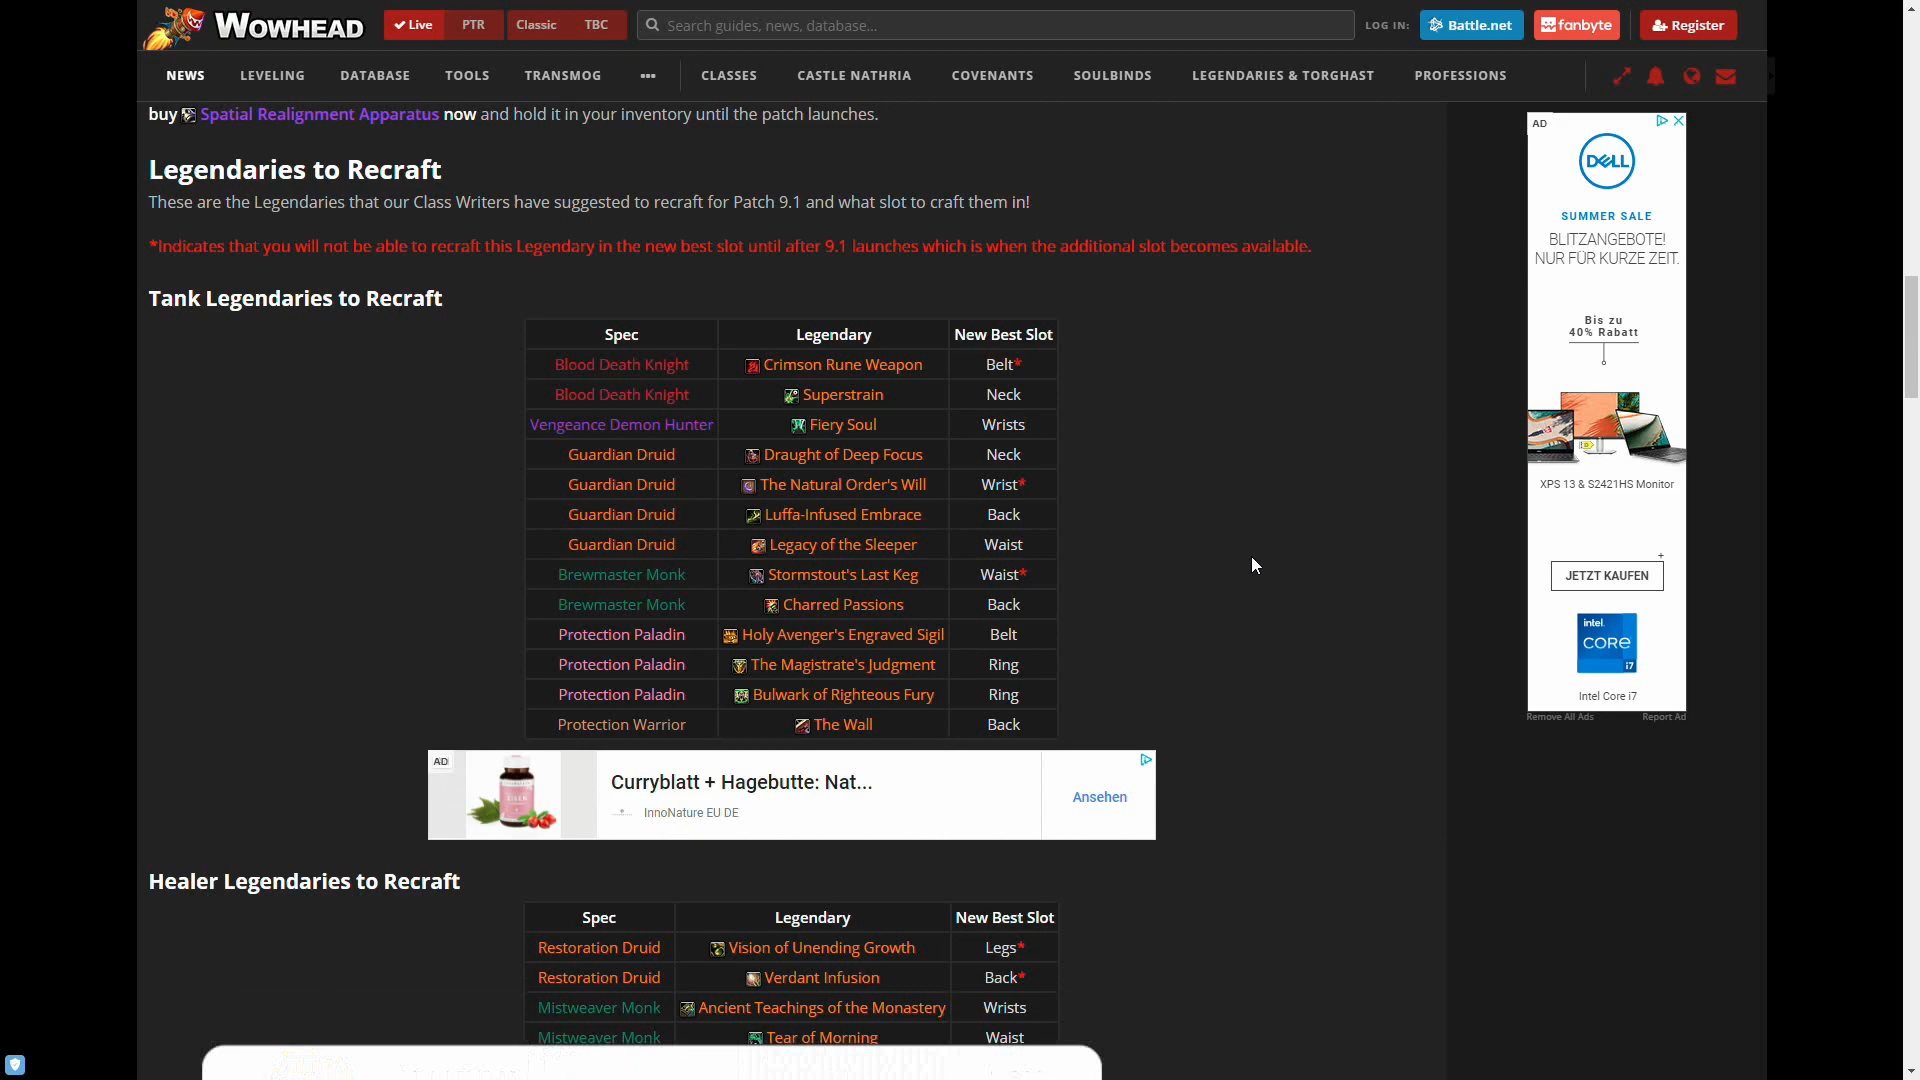 WOWHEAD
Live PTR Classic TBC
Search guides, news, database...
LOG IN: Battle.net fanbyte Register
NEWS LEVELING DATABASE TOOLS TRANSMOG ••• CLASSES CASTLE NATHRIA COVENANTS SOULBINDS LEGENDARIES & TORGHAST PROFESSIONS
buy Spatial Realignment Apparatus now and hold it in your inventory until the patch launches.
Legendaries to Recraft
These are the Legendaries that our Class Writers have suggested to recraft for Patch 9.1 and what slot to craft them in!
*Indicates that you will not be able to recraft this Legendary in the new best slot until after 9.1 launches which is when the additional slot becomes available.
Tank Legendaries to Recraft
Spec Legendary New Best Slot
Blood Death Knight Crimson Rune Weapon Belt*
Blood Death Knight Superstrain Neck
Vengeance Demon Hunter Fiery Soul Wrists
Guardian Druid Draught of Deep Focus Neck
Guardian Druid The Natural Order's Will Wrist*
Guardian Druid Luffa-Infused Embrace Back
Guardian Druid Legacy of the Sleeper Waist
Brewmaster Monk Stormstout's Last Keg Waist*
Brewmaster Monk Charred Passions Back
Protection Paladin Holy Avenger's Engraved Sigil Belt
Protection Paladin The Magistrate's Judgment Ring
Protection Paladin Bulwark of Righteous Fury Ring
Protection Warrior The Wall Back
AD
Curryblatt + Hagebutte: Nat...
InnoNature EU DE
Ansehen
Healer Legendaries to Recraft
Spec Legendary New Best Slot
Restoration Druid Vision of Unending Growth Legs*
Restoration Druid Verdant Infusion Back*
Mistweaver Monk Ancient Teachings of the Monastery Wrists
Mistweaver Monk Tear of Morning Waist
AD
DELL
SUMMER SALE
BLITZANGEBOTE!
NUR FÜR KURZE ZEIT.
Bis zu
40% Rabatt
XPS 13 & S2421HS Monitor
+
JETZT KAUFEN
intel.
CORE
i7
Intel Core i7
Remove All Ads Report Ad